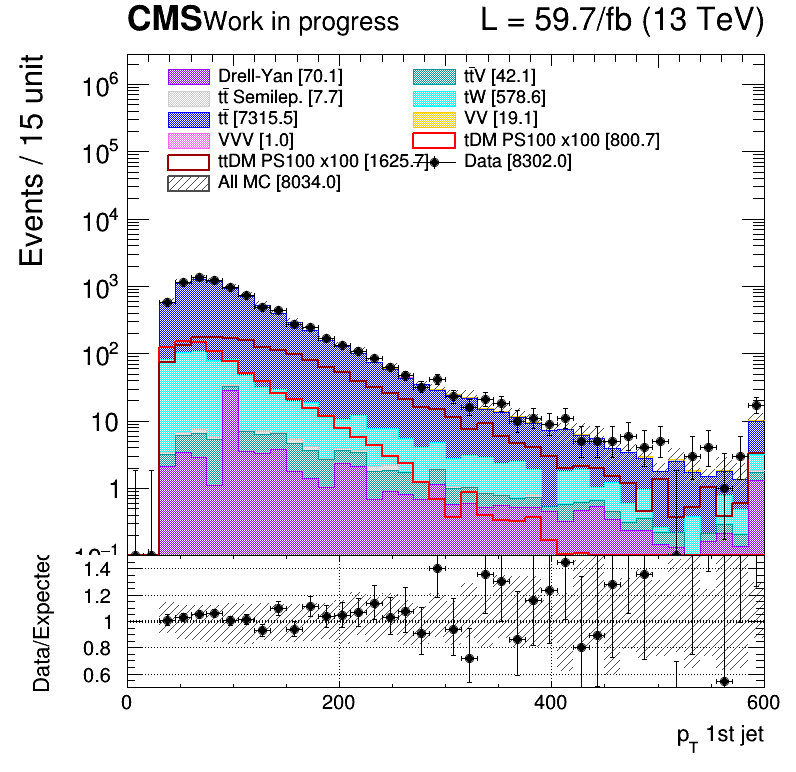 CMS Work in progress L = 59.7/fb (13 TeV)
Events / 15 unit
Drell-Yan [70.1] tt̄V [42.1]
tt̄ Semilep. [7.7] tW [578.6]
tt̄ [7315.5] VV [19.1]
VVV [1.0] tDM PS100 x100 [800.7]
ttDM PS100 x100 [1625.7] Data [8302.0]
All MC [8034.0]
10⁶
10⁵
10⁴
10³
10²
10
1
10⁻¹
Data/Expected
1.4
1.2
1
0.8
0.6
0 200 400 600
p_T 1st jet